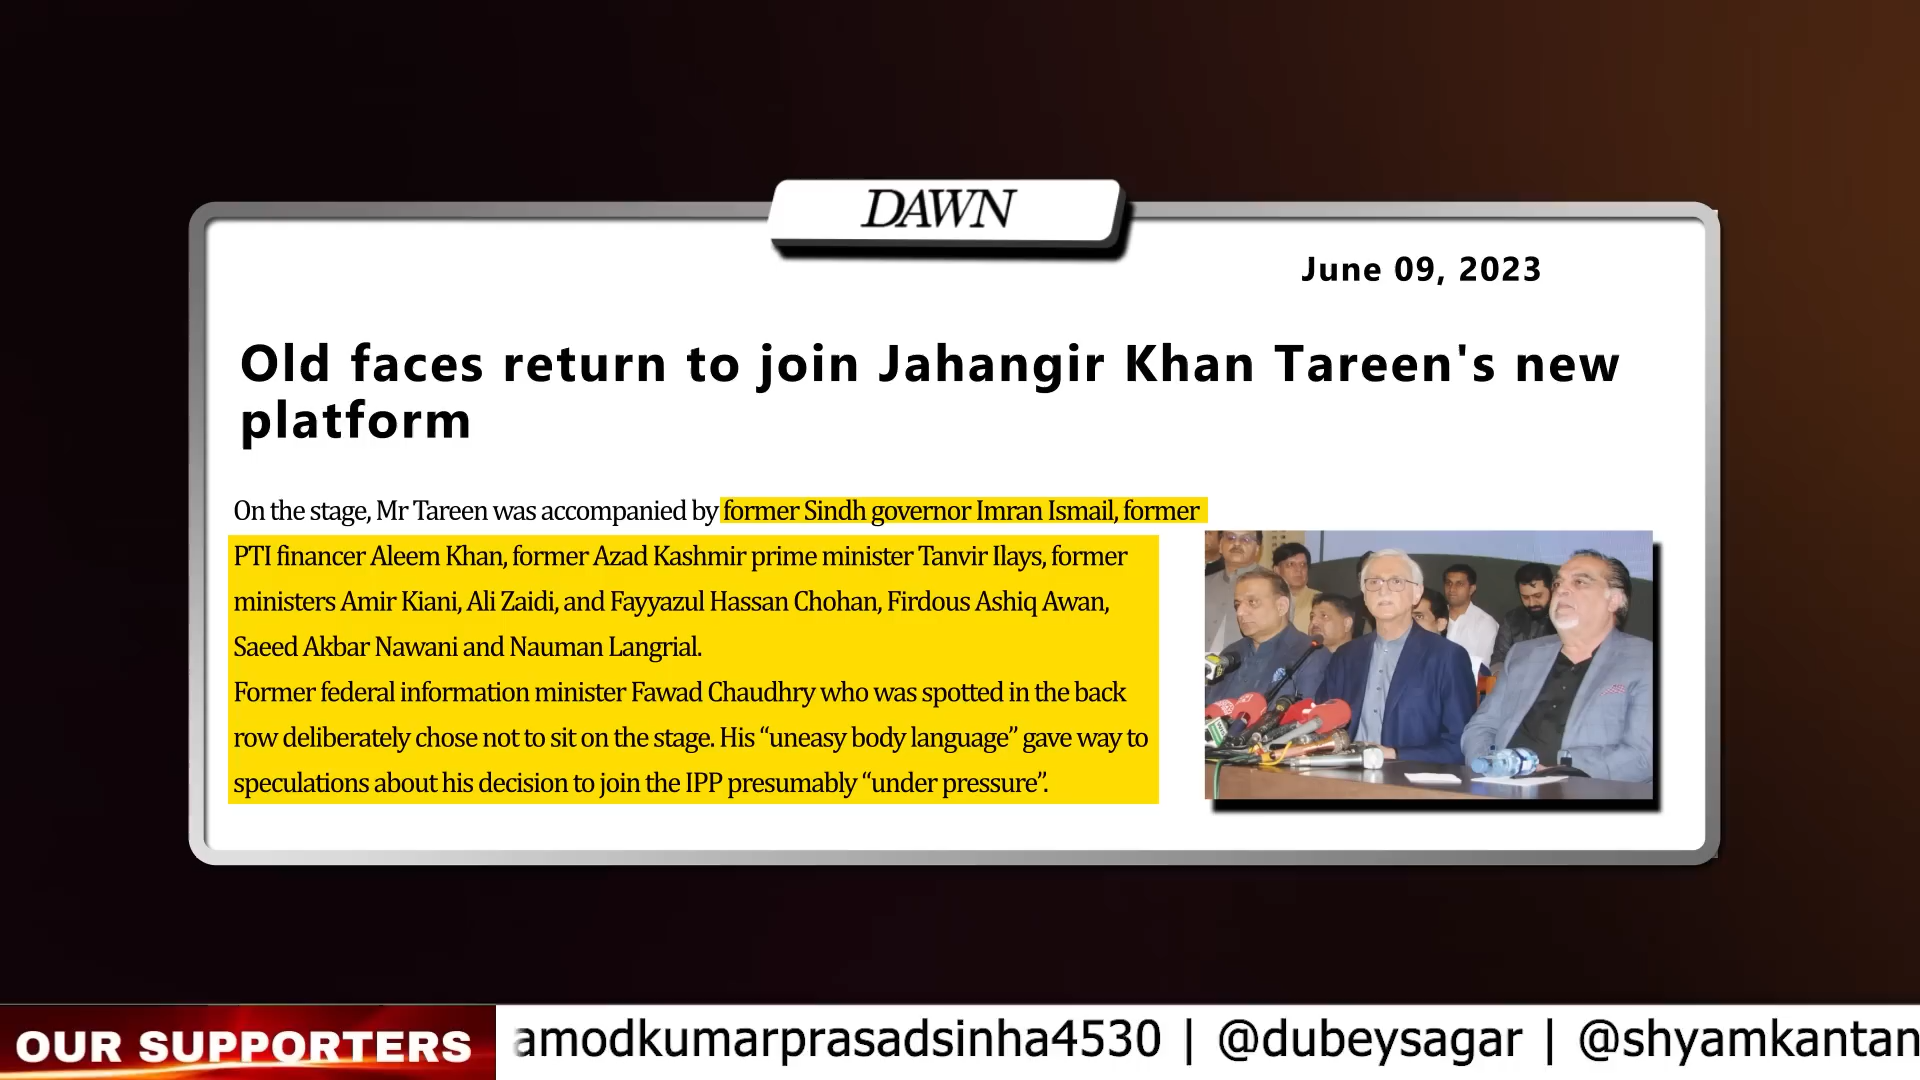 DAWN
June 09, 2023
Old faces return to join Jahangir Khan Tareen's new
platform
On the stage, Mr Tareen was accompanied by former Sindh governor Imran Ismail, former
PTI financer Aleem Khan, former Azad Kashmir prime minister Tanvir Ilays, former
ministers Amir Kiani, Ali Zaidi, and Fayyazul Hassan Chohan, Firdous Ashiq Awan,
Saeed Akbar Nawani and Nauman Langrial.
Former federal information minister Fawad Chaudhry who was spotted in the back
row deliberately chose not to sit on the stage. His “uneasy body language” gave way to
speculations about his decision to join the IPP presumably “under pressure”.
OUR SUPPORTERS
amodkumarprasadsinha4530 | @dubeysagar | @shyamkantan